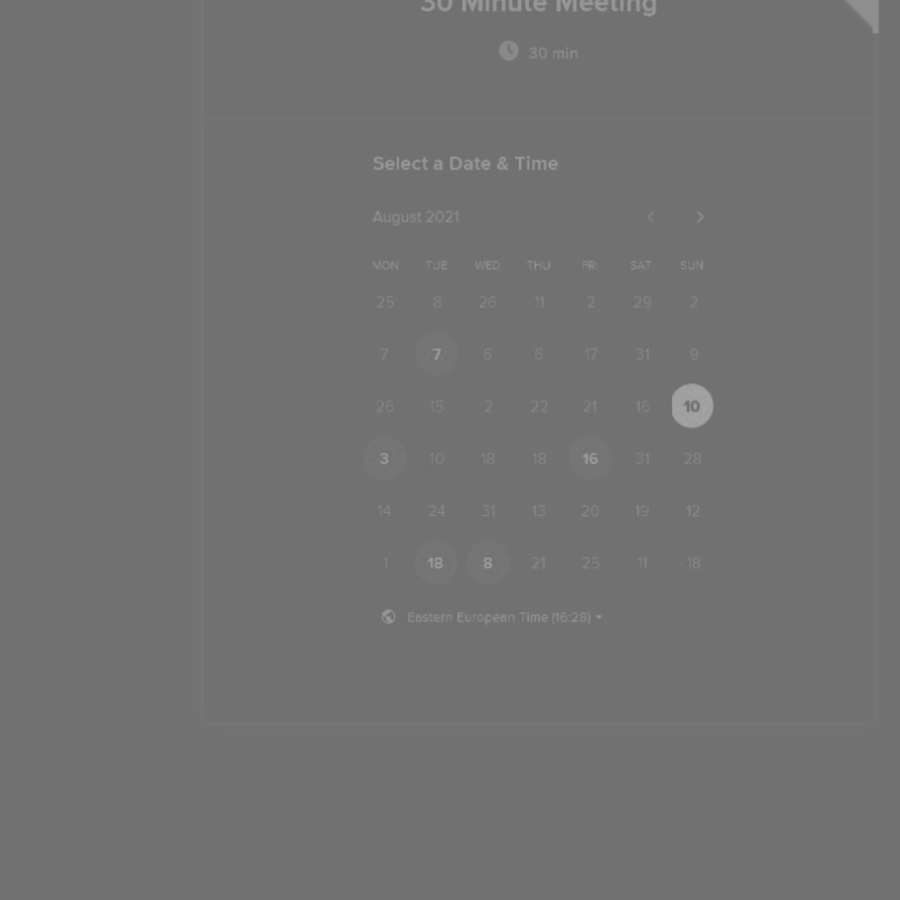 30 Minute Meeting
30 min
Select a Date & Time
August 2021
MON TUE WED THU FRI SAT SUN
25 8 26 11 2 29 2
7 7 6 6 17 31 9
26 15 2 22 21 16 10
3 10 18 18 16 31 28
14 24 31 13 20 19 12
1 18 8 21 25 11 18
Eastern European Time (16:28)